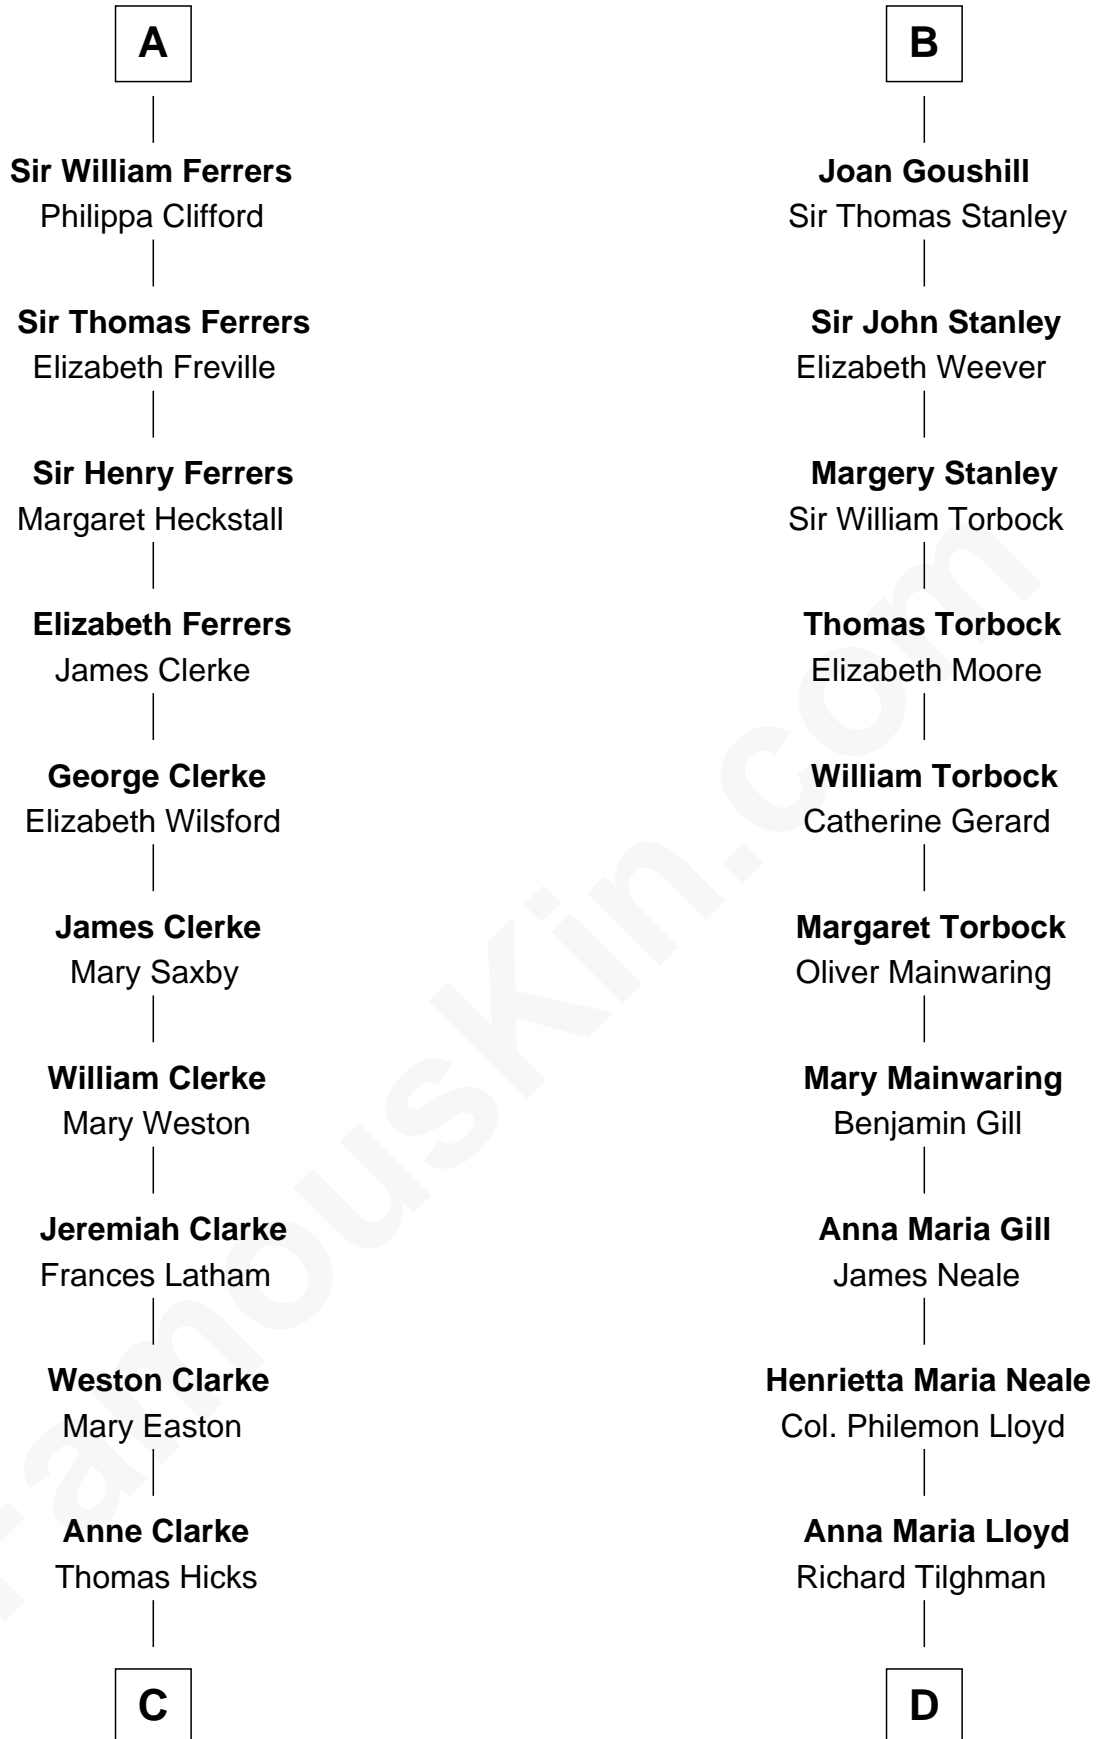 A
Sir William Ferrers
Philippa Clifford
Sir Thomas Ferrers
Elizabeth Freville
Sir Henry Ferrers
Margaret Heckstall
Elizabeth Ferrers
James Clerke
George Clerke
Elizabeth Wilsford
James Clerke
Mary Saxby
William Clerke
Mary Weston
Jeremiah Clarke
Frances Latham
Weston Clarke
Mary Easton
Anne Clarke
Thomas Hicks
C
B
Joan Goushill
Sir Thomas Stanley
Sir John Stanley
Elizabeth Weever
Margery Stanley
Sir William Torbock
Thomas Torbock
Elizabeth Moore
William Torbock
Catherine Gerard
Margaret Torbock
Oliver Mainwaring
Mary Mainwaring
Benjamin Gill
Anna Maria Gill
James Neale
Henrietta Maria Neale
Col. Philemon Lloyd
Anna Maria Lloyd
Richard Tilghman
D
FamousKin.com